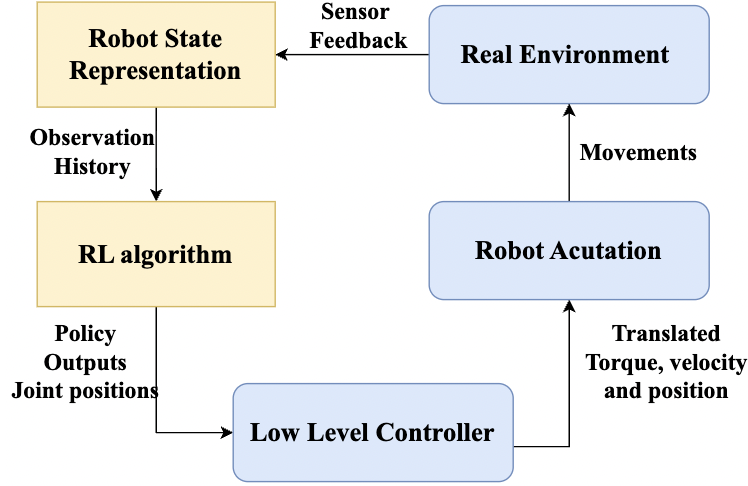 Robot State
Representation
Sensor
Feedback
Real Environment
Observation
History
Movements
RL algorithm
Robot Acutation
Policy
Outputs
Joint positions
Translated
Torque, velocity
and position
Low Level Controller